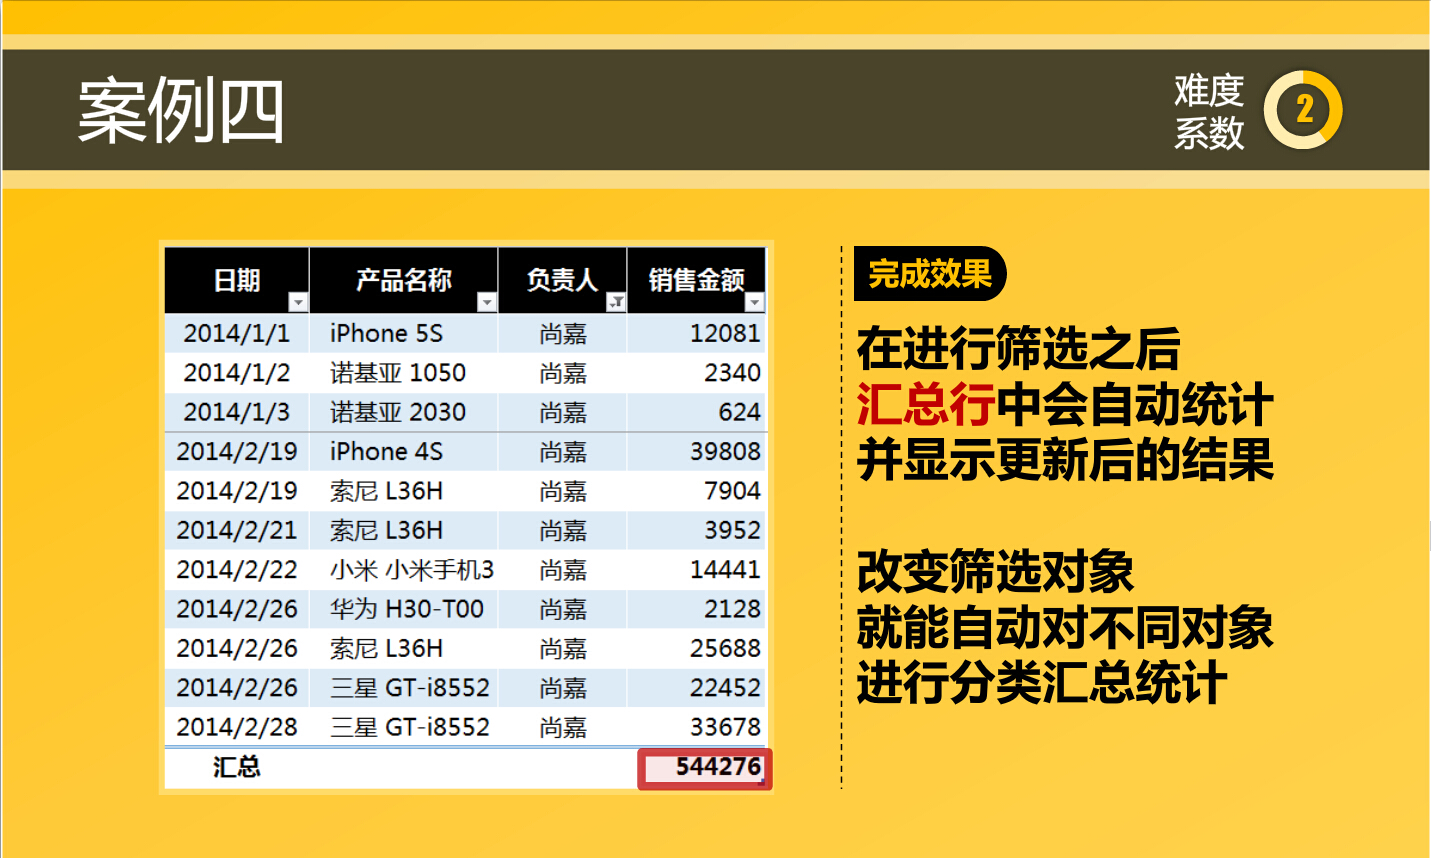 案例四
难度
系数
2
日期 产品名称 负责人 销售金额
2014/1/1 iPhone 5S 尚嘉 12081
2014/1/2 诺基亚 1050 尚嘉 2340
2014/1/3 诺基亚 2030 尚嘉 624
2014/2/19 iPhone 4S 尚嘉 39808
2014/2/19 索尼 L36H 尚嘉 7904
2014/2/21 索尼 L36H 尚嘉 3952
2014/2/22 小米 小米手机3 尚嘉 14441
2014/2/26 华为 H30-T00 尚嘉 2128
2014/2/26 索尼 L36H 尚嘉 25688
2014/2/26 三星 GT-i8552 尚嘉 22452
2014/2/28 三星 GT-i8552 尚嘉 33678
汇总 544276
完成效果
在进行筛选之后
汇总行中会自动统计
并显示更新后的结果
改变筛选对象
就能自动对不同对象
进行分类汇总统计